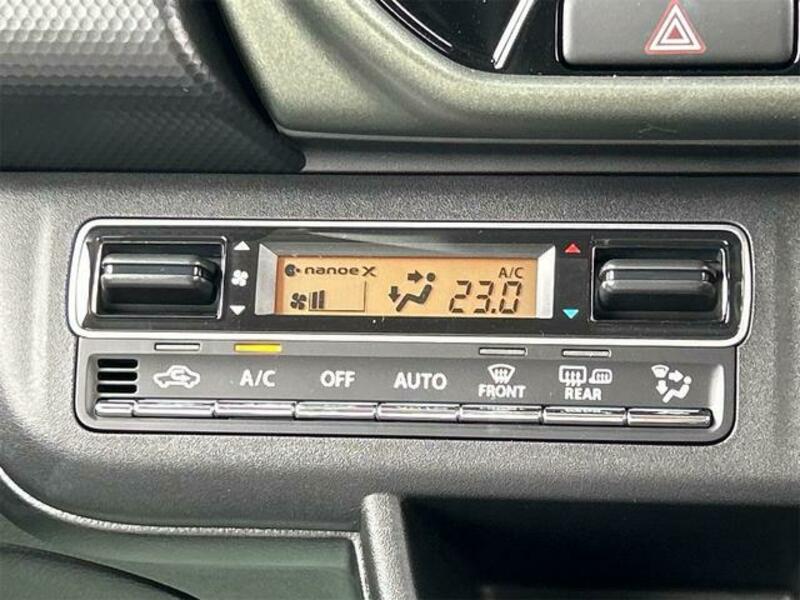 nanoe X
A/C
23.0
A/C
OFF
AUTO
FRONT
REAR